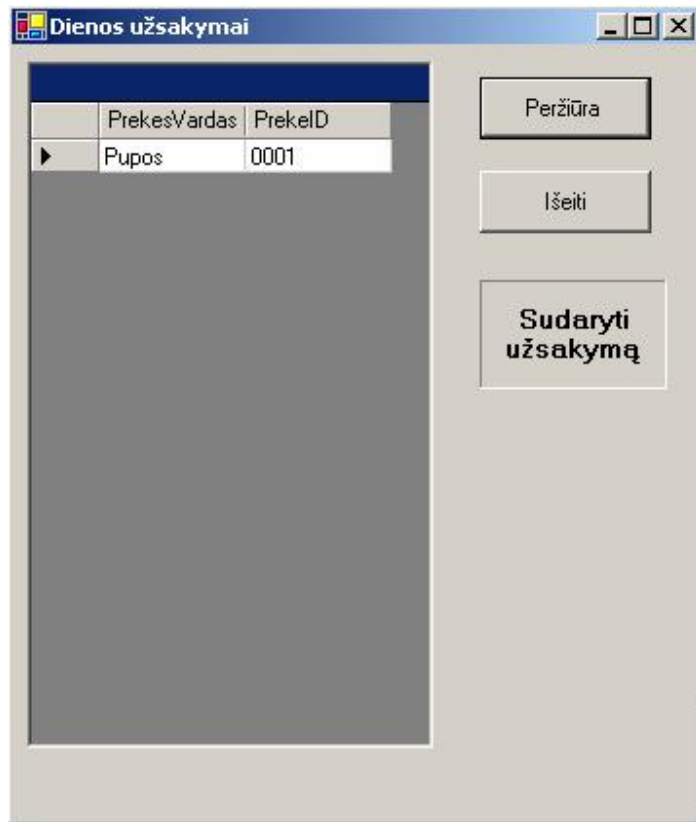 Dienos užsakymai
PrekesVardas PrekeID
Pupos 0001
Peržiūra
Išeiti
Sudaryti
užsakymą